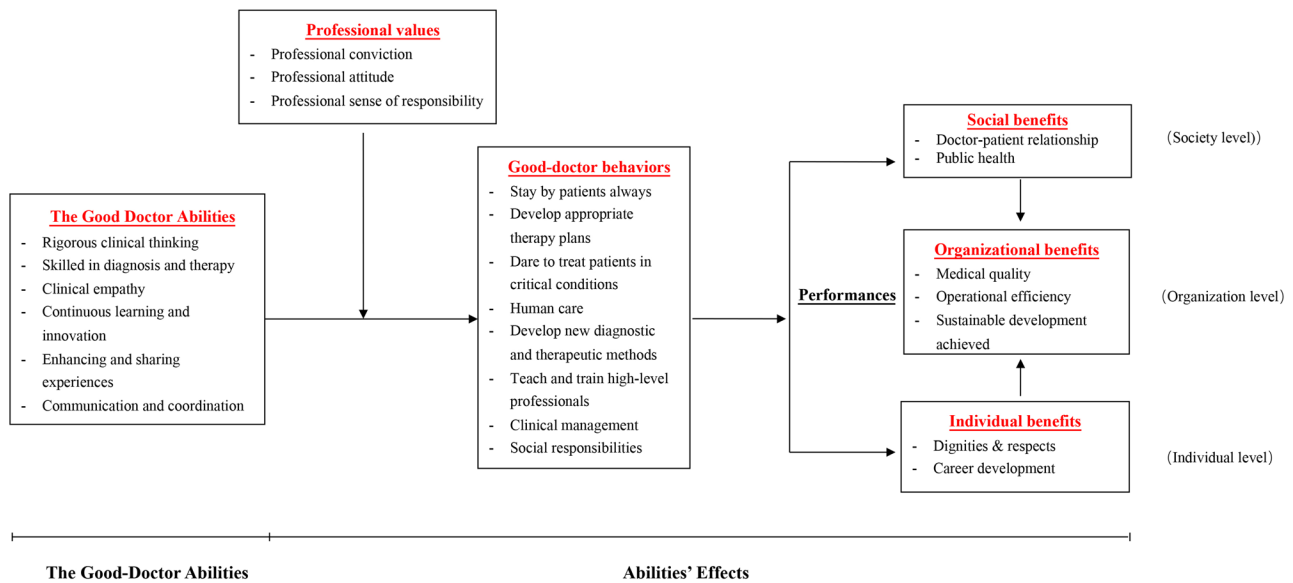 Professional values
- Professional conviction
- Professional attitude
- Professional sense of responsibility
The Good Doctor Abilities
- Rigorous clinical thinking
- Skilled in diagnosis and therapy
- Clinical empathy
- Continuous learning and
innovation
- Enhancing and sharing
experiences
- Communication and coordination
Good-doctor behaviors
- Stay by patients always
- Develop appropriate
therapy plans
- Dare to treat patients in
critical conditions
- Human care
- Develop new diagnostic
and therapeutic methods
- Teach and train high-level
professionals
- Clinical management
- Social responsibilities
Performances
Social benefits
- Doctor-patient relationship
- Public health
(Society level))
Organizational benefits
- Medical quality
- Operational efficiency
- Sustainable development
achieved
(Organization level)
Individual benefits
- Dignities & respects
- Career development
(Individual level)
The Good-Doctor Abilities
Abilities' Effects